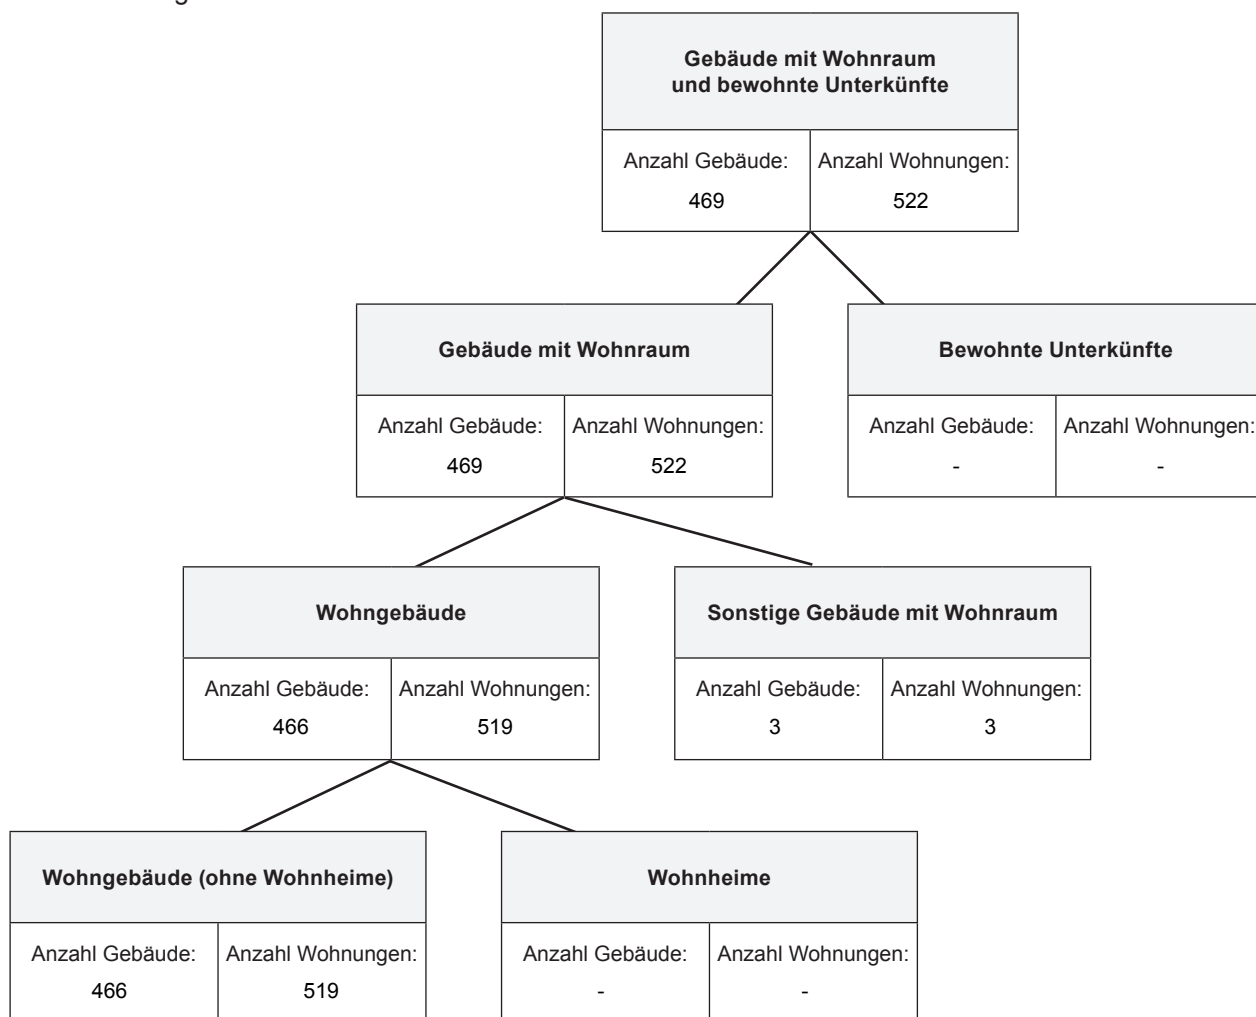 Gebäude mit Wohnraum
und bewohnte Unterkünfte
Anzahl Gebäude: Anzahl Wohnungen:
469 522
Gebäude mit Wohnraum
Bewohnte Unterkünfte
Anzahl Gebäude: Anzahl Wohnungen:
469 522
Anzahl Gebäude: Anzahl Wohnungen:
- -
Wohngebäude
Sonstige Gebäude mit Wohnraum
Anzahl Gebäude: Anzahl Wohnungen:
466 519
Anzahl Gebäude: Anzahl Wohnungen:
3 3
Wohngebäude (ohne Wohnheime)
Wohnheime
Anzahl Gebäude: Anzahl Wohnungen:
466 519
Anzahl Gebäude: Anzahl Wohnungen:
- -